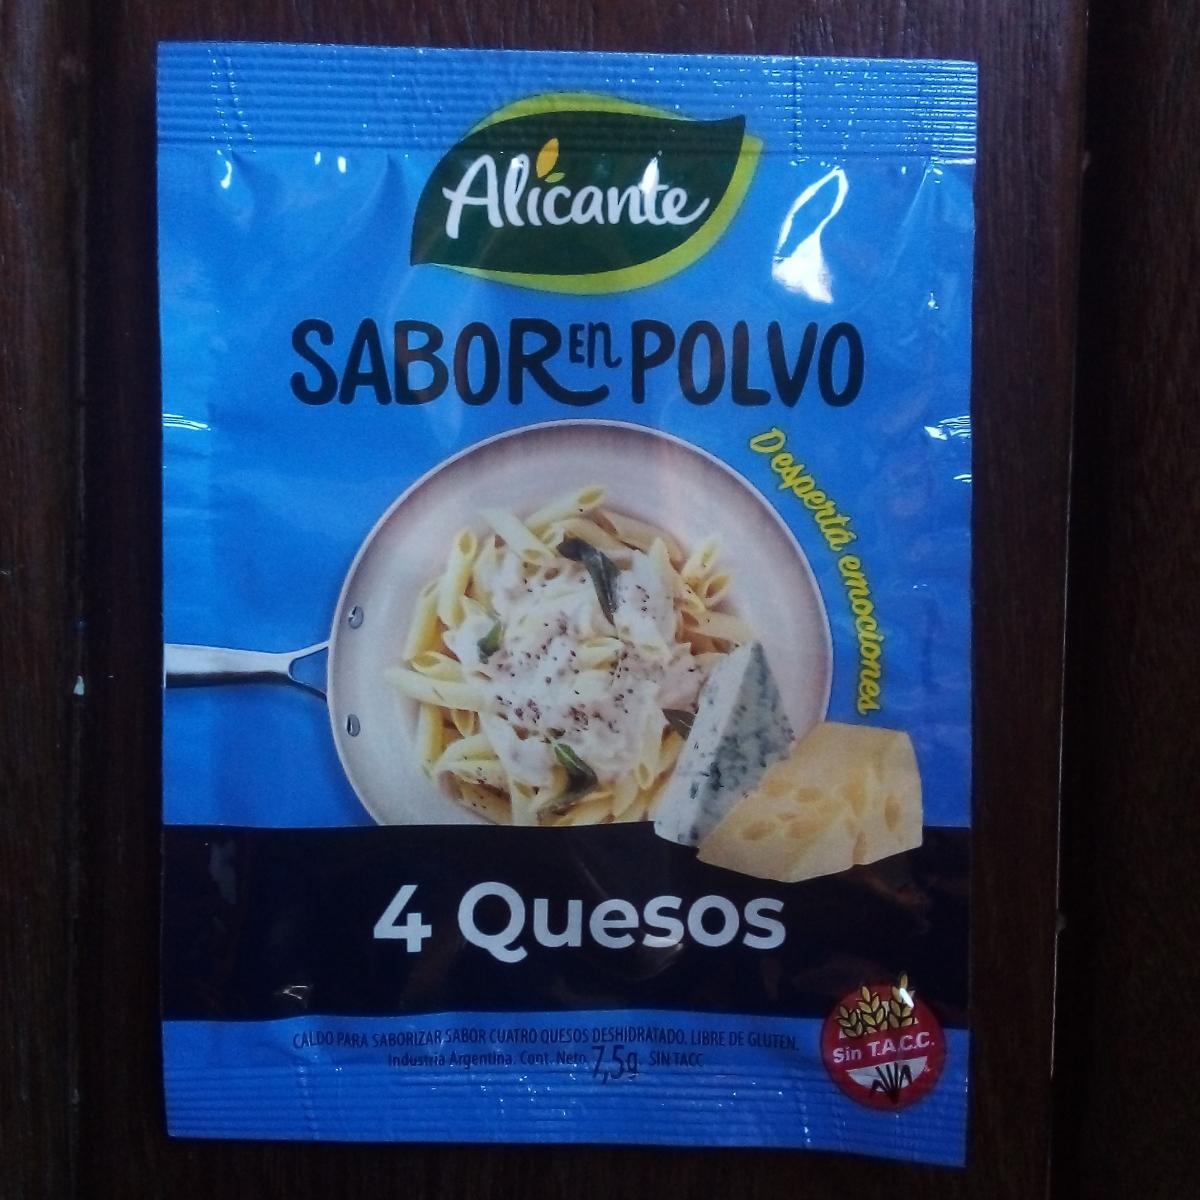 Alicante
SABOR EN POLVO
Despertá emociones
4 Quesos
CALDO PARA SABORIZAR SABOR CUATRO QUESOS DESHIDRATADO. LIBRE DE GLUTEN.
Industria Argentina. Cont. Neto 7,5g SIN TACC
Sin T.A.C.C.